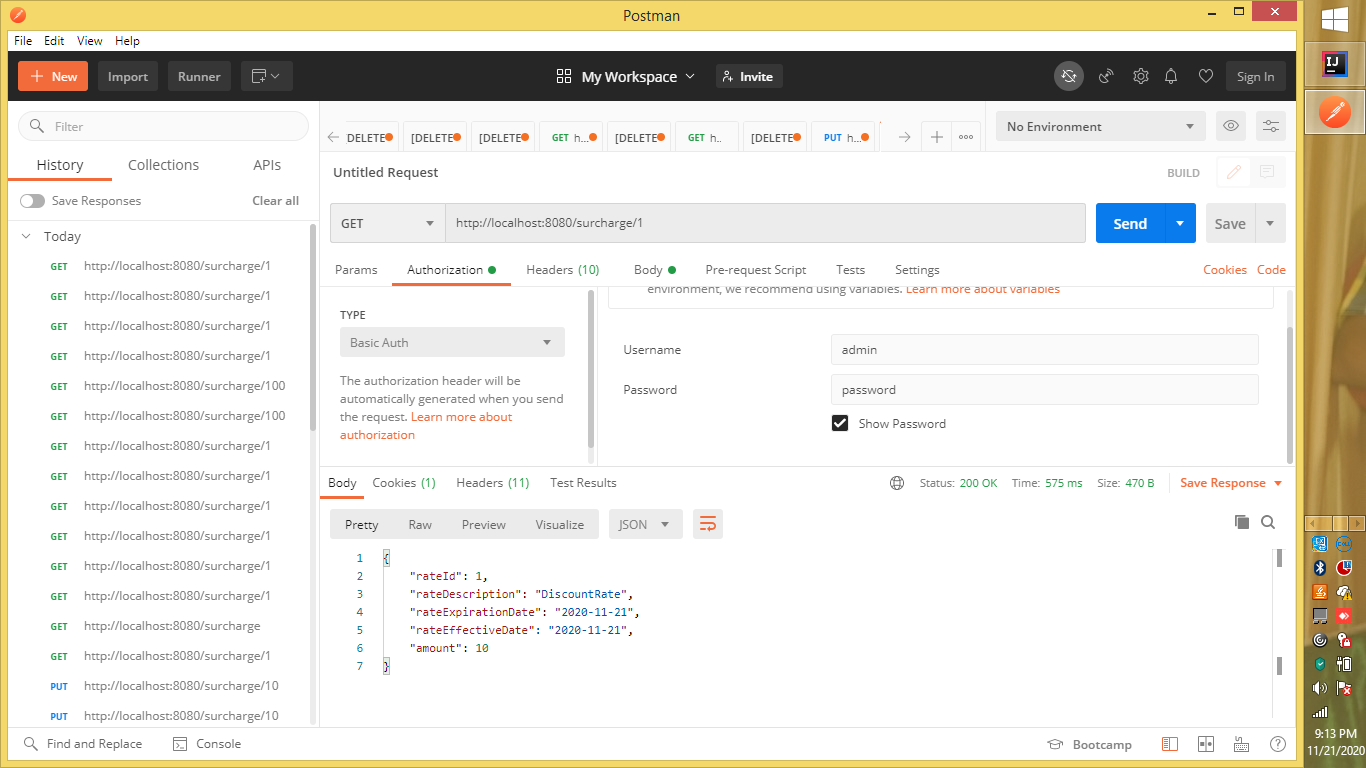 Postman
File Edit View Help
New Import Runner My Workspace Invite Sign In
Filter
History Collections APIs
Save Responses Clear all
Today
GET http://localhost:8080/surcharge/1
GET http://localhost:8080/surcharge/1
GET http://localhost:8080/surcharge/1
GET http://localhost:8080/surcharge/1
GET http://localhost:8080/surcharge/100
GET http://localhost:8080/surcharge/100
GET http://localhost:8080/surcharge/1
GET http://localhost:8080/surcharge/1
GET http://localhost:8080/surcharge/1
GET http://localhost:8080/surcharge/1
GET http://localhost:8080/surcharge/1
GET http://localhost:8080/surcharge/1
GET http://localhost:8080/surcharge
GET http://localhost:8080/surcharge/1
PUT http://localhost:8080/surcharge/10
PUT http://localhost:8080/surcharge/10
DELETE [DELETE [DELETE GET h... [DELETE GET h.. [DELETE PUT h...
No Environment
Untitled Request BUILD
GET http://localhost:8080/surcharge/1 Send Save
Params Authorization Headers (10) Body Pre-request Script Tests Settings Cookies Code
TYPE
Basic Auth
The authorization header will be
automatically generated when you send
the request. Learn more about
authorization
environment, we recommend using variables. Learn more about variables
Username admin
Password password
Show Password
Body Cookies (1) Headers (11) Test Results Status: 200 OK Time: 575 ms Size: 470 B Save Response
Pretty Raw Preview Visualize JSON
1 {
2 "rateId": 1,
3 "rateDescription": "DiscountRate",
4 "rateExpirationDate": "2020-11-21",
5 "rateEffectiveDate": "2020-11-21",
6 "amount": 10
7 }
Find and Replace Console Bootcamp
IJ
9:13 PM
11/21/2020